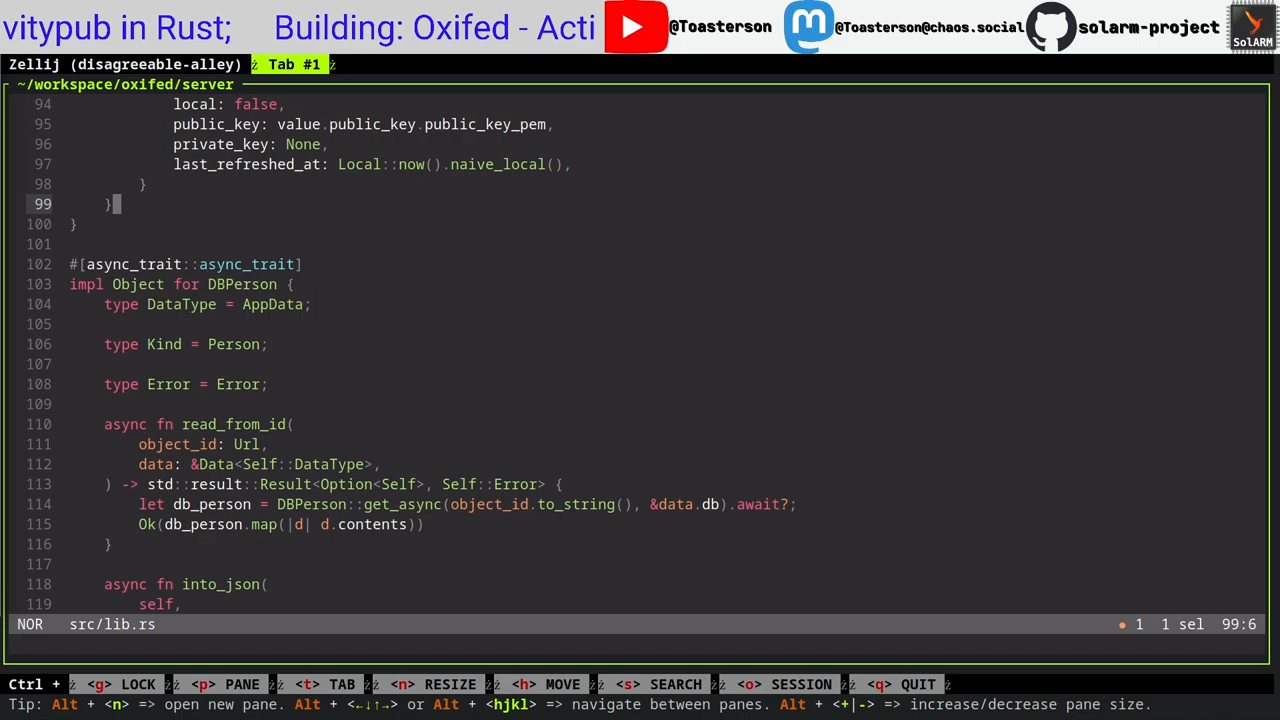 vitypub in Rust;     Building: Oxifed - Acti
@Toasterson
@Toasterson@chaos.social
solarm-project
SolARM
Zellij (disagreeable-alley)  Tab #1
~/workspace/oxifed/server
94             local: false,
95             public_key: value.public_key.public_key_pem,
96             private_key: None,
97             last_refreshed_at: Local::now().naive_local(),
98         }
99     }
100 }
101
102 #[async_trait::async_trait]
103 impl Object for DBPerson {
104     type DataType = AppData;
105
106     type Kind = Person;
107
108     type Error = Error;
109
110     async fn read_from_id(
111         object_id: Url,
112         data: &Data<Self::DataType>,
113     ) -> std::result::Result<Option<Self>, Self::Error> {
114         let db_person = DBPerson::get_async(object_id.to_string(), &data.db).await?;
115         Ok(db_person.map(|d| d.contents))
116     }
117
118     async fn into_json(
119         self,
NOR   src/lib.rs   ● 1  1 sel  99:6
Ctrl +  <g> LOCK  <p> PANE  <t> TAB  <n> RESIZE  <h> MOVE  <s> SEARCH  <o> SESSION  <q> QUIT
Tip: Alt + <n> => open new pane. Alt + <←↓↑→> or Alt + <hjkl> => navigate between panes. Alt + <+|-> => increase/decrease pane size.